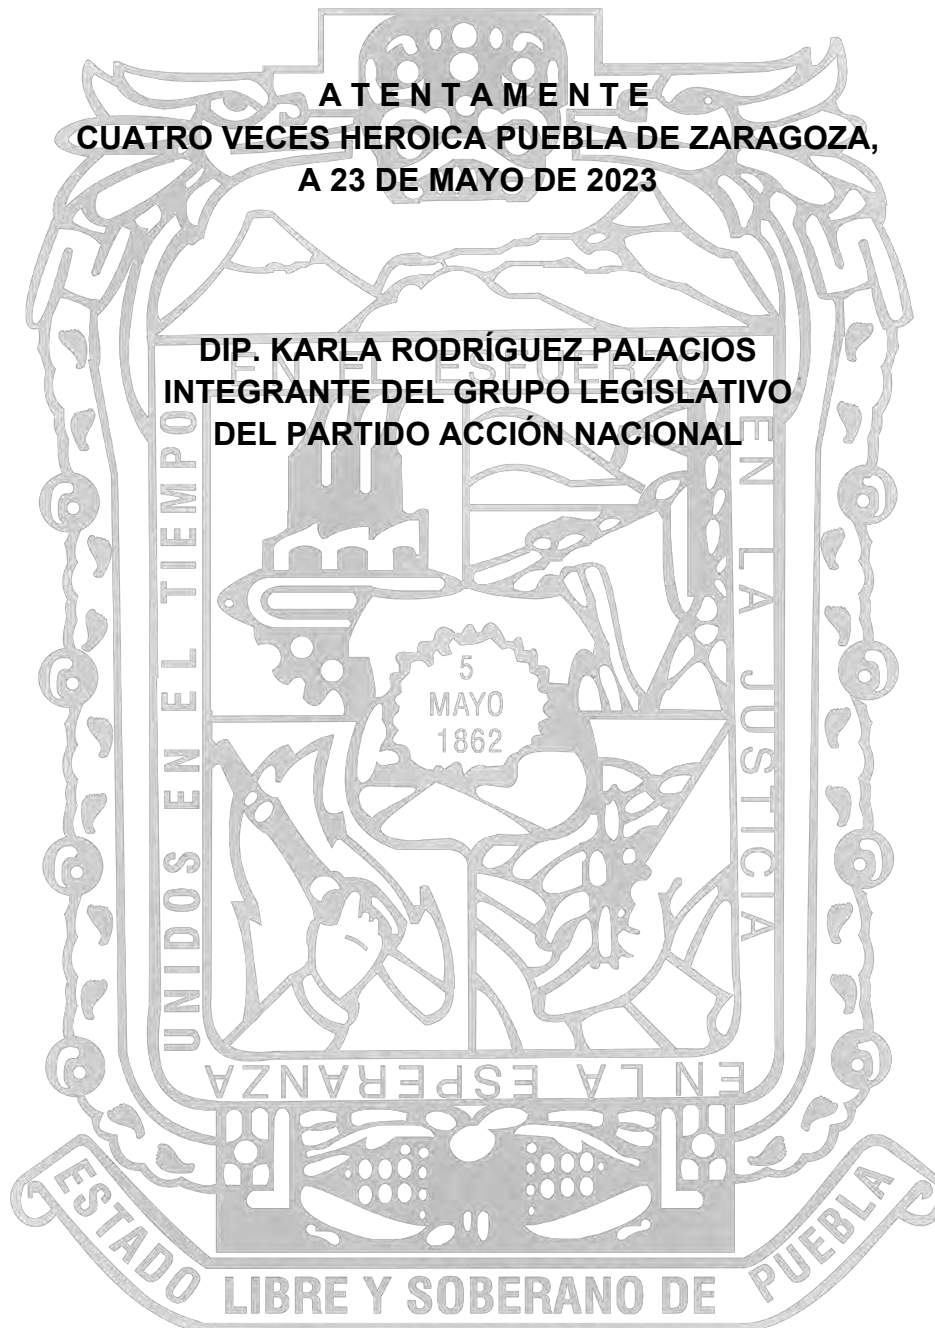 A T E N T A M E N T E
CUATRO VECES HEROICA PUEBLA DE ZARAGOZA,
A 23 DE MAYO DE 2023
DIP. KARLA RODRÍGUEZ PALACIOS
INTEGRANTE DEL GRUPO LEGISLATIVO
DEL PARTIDO ACCIÓN NACIONAL
UNIDOS EN EL TIEMPO
EN EL ESFUERZO
EN LA JUSTICIA
EN LA ESPERANZA
5
MAYO
1862
ESTADO LIBRE Y SOBERANO DE PUEBLA